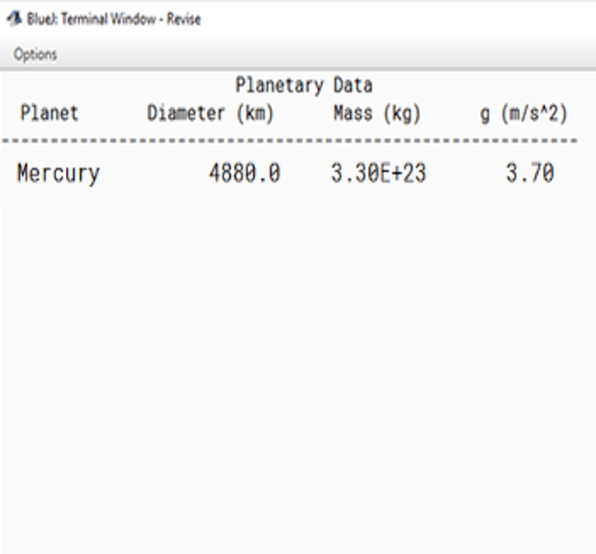 BlueJ: Terminal Window - Revise
Options
Planetary Data
Planet Diameter (km) Mass (kg) g (m/s^2)
--------------------------------------------------------
Mercury 4880.0 3.30E+23 3.70